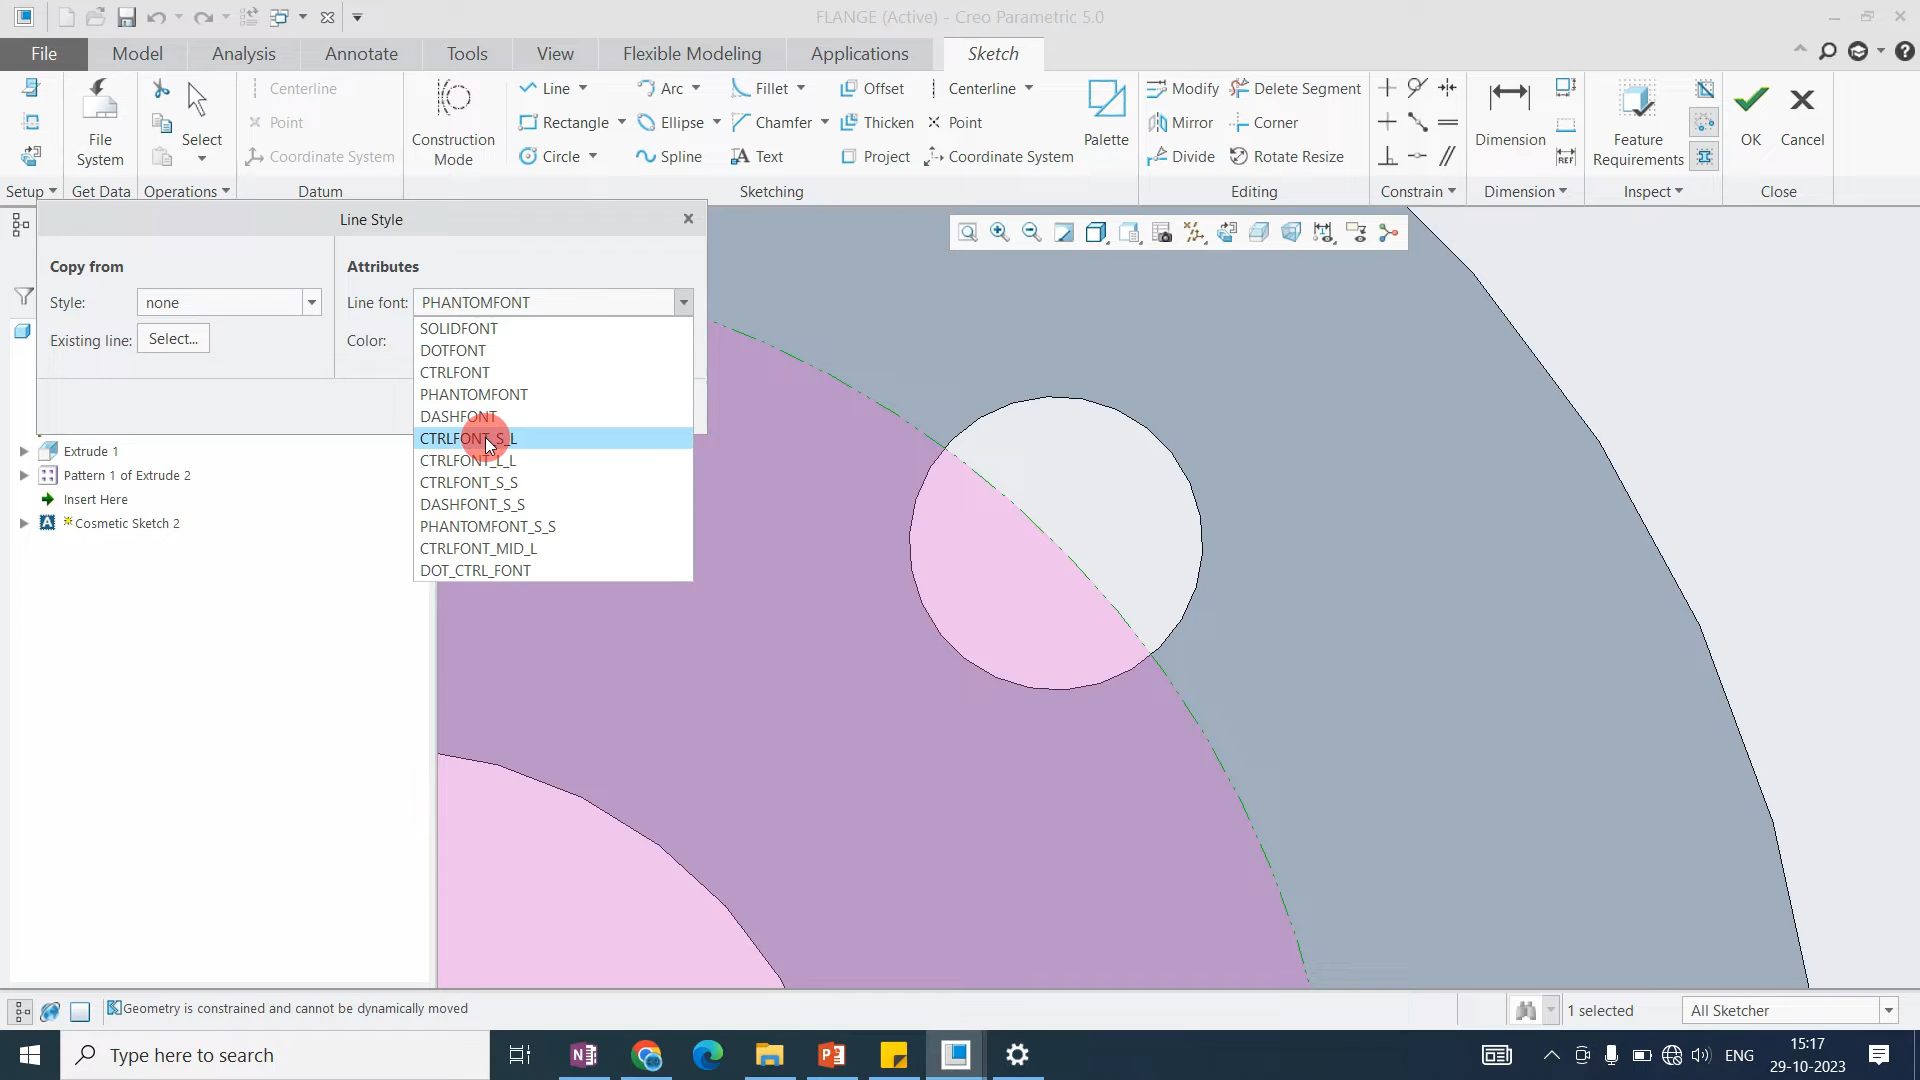 FLANGE (Active) - Creo Parametric 5.0
File Model Analysis Annotate Tools View Flexible Modeling Applications Sketch
Centerline Line Arc Fillet Offset Centerline Modify Delete Segment
Point Rectangle Ellipse Chamfer Thicken Point Mirror Corner
Coordinate System Circle Spline Text Project Coordinate System Divide Rotate Resize
File System
Select
Construction Mode
Palette
Dimension
REF
Feature Requirements
OK Cancel
Setup Get Data Operations Datum Sketching Editing Constrain Dimension Inspect Close
Line Style
Copy from
Attributes
Style: none
Line font: PHANTOMFONT
Existing line: Select...
Color:
SOLIDFONT
DOTFONT
CTRLFONT
PHANTOMFONT
DASHFONT
CTRLFONT_S_L
CTRLFONT_L_L
CTRLFONT_S_S
DASHFONT_S_S
PHANTOMFONT_S_S
CTRLFONT_MID_L
DOT_CTRL_FONT
Extrude 1
Pattern 1 of Extrude 2
Insert Here
A Cosmetic Sketch 2
Geometry is constrained and cannot be dynamically moved
1 selected
All Sketcher
Type here to search
ENG
15:17
29-10-2023